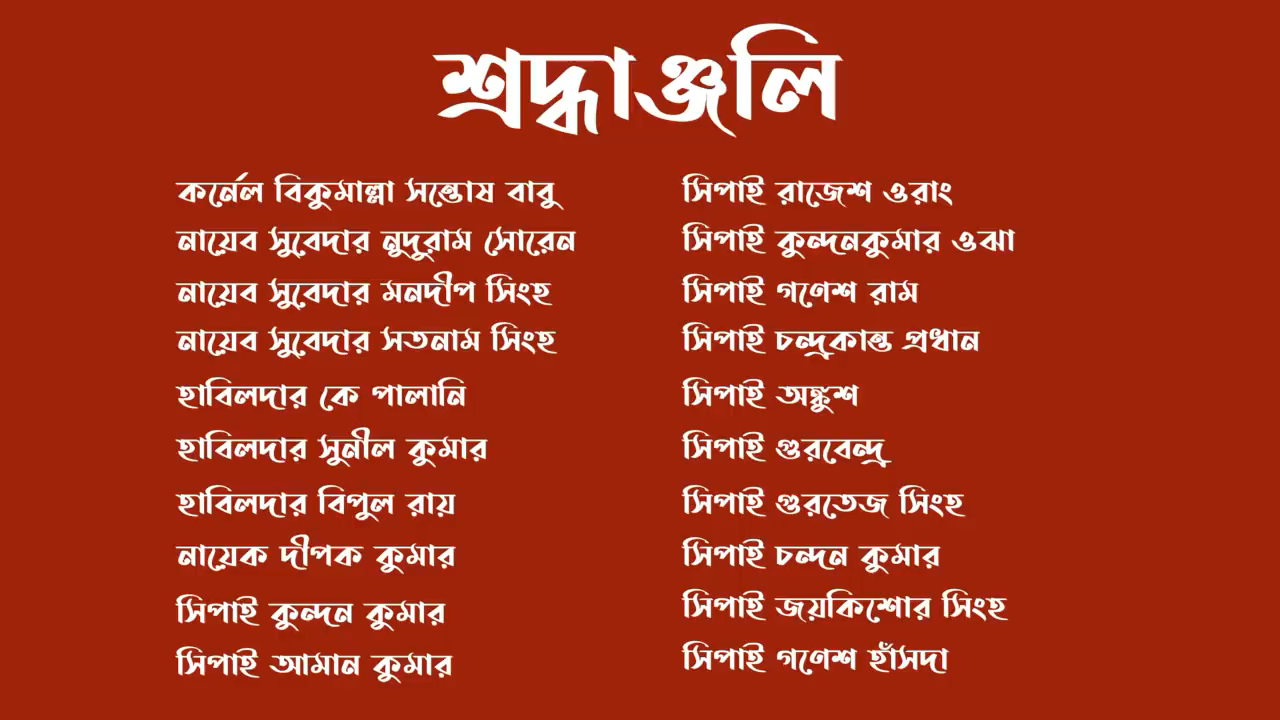 শ্রদ্ধাঞ্জলি
কর্নেল বিকুমাল্লা সন্তোষ বাবু
নায়েব সুবেদার নুদুরাম সোরেন
নায়েব সুবেদার মনদীপ সিংহ
নায়েব সুবেদার সতনাম সিংহ
হাবিলদার কে পালানি
হাবিলদার সুনীল কুমার
হাবিলদার বিপুল রায়
নায়েক দীপক কুমার
সিপাই কুন্দন কুমার
সিপাই আমান কুমার
সিপাই রাজেশ ওরাং
সিপাই কুন্দনকুমার ওঝা
সিপাই গণেশ রাম
সিপাই চন্দ্রকান্ত প্রধান
সিপাই অঙ্কুশ
সিপাই গুরবেন্দ্র
সিপাই গুরতেজ সিংহ
সিপাই চন্দন কুমার
সিপাই জয়কিশোর সিংহ
সিপাই গণেশ হাঁসদা